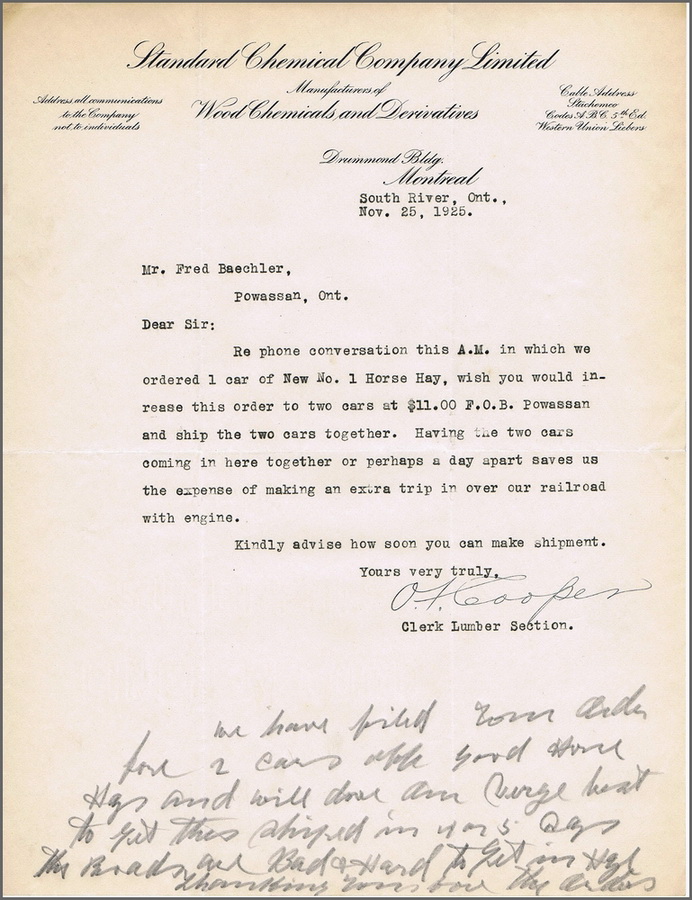 Standard Chemical Company Limited
Manufacturers of
Wood Chemicals and Derivatives
Address all communications
to the Company
not to individuals
Cable Address
Stachemco
Codes A.B.C. 5th Ed.
Western Union Liebers
Drummond Bldg.
Montreal
South River, Ont.,
Nov. 25, 1925.
Mr. Fred Baechler,
Powassan, Ont.
Dear Sir:
Re phone conversation this A.M. in which we
ordered 1 car of New No. 1 Horse Hay, wish you would in-
rease this order to two cars at $11.00 F.O.B. Powassan
and ship the two cars together. Having the two cars
coming in here together or perhaps a day apart saves us
the expense of making an extra trip in over our railroad
with engine.
Kindly advise how soon you can make shipment.
Yours very truly,
O.F. Cooper
Clerk Lumber Section.
we have filed your order
for 2 cars off good Horse
Hay and will doe our best
to get thes shiped in 4 or 5 days
the Roads are Bad & Hard to get in Hay
thanking you for the orders